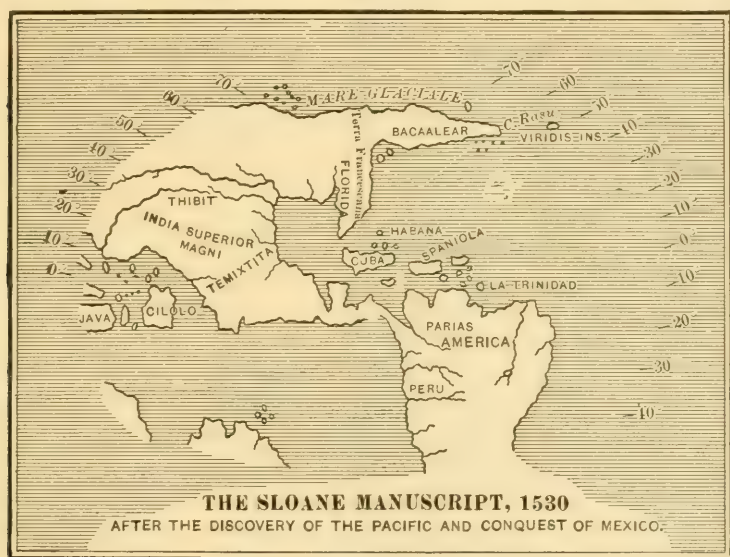 MARE GLACIALE
70
60
50
40
30
20
10
0
70
60
50
40
30
20
10
0
10
20
30
40
C. Rasu
VIRIDIS INS.
BACAALEAR
Terra Francescana
FLORIDA
THIBIT
INDIA SUPERIOR
MAGNI
TEMIXTITA
HABANA
CUBA
SPANIOLA
LA TRINIDAD
JAVA
CILOLO
PARIAS
AMERICA
PERU
THE SLOANE MANUSCRIPT, 1530
AFTER THE DISCOVERY OF THE PACIFIC AND CONQUEST OF MEXICO.